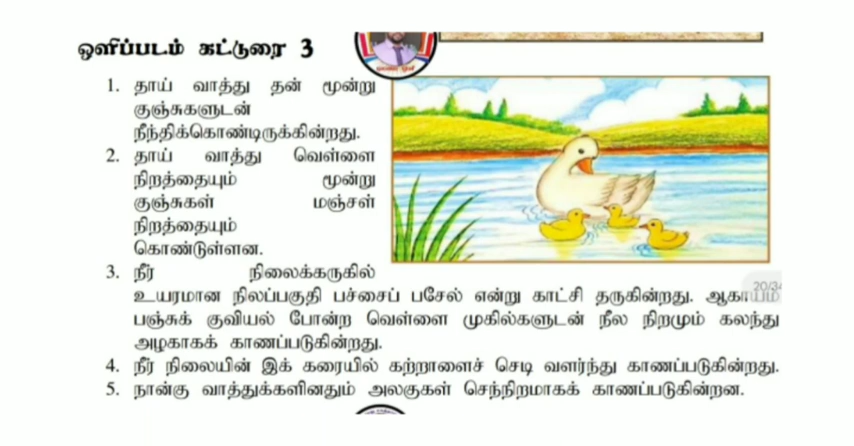 ஒளிப்படம் கட்டுரை 3
1. தாய் வாத்து தன் மூன்று
குஞ்சுகளுடன்
நீந்திக்கொண்டிருக்கின்றது.
2. தாய் வாத்து வெள்ளை
நிறத்தையும் மூன்று
குஞ்சுகள் மஞ்சள்
நிறத்தையும்
கொண்டுள்ளன.
3. நீர் நிலைக்கருகில்
உயரமான நிலப்பகுதி பச்சைப் பசேல் என்று காட்சி தருகின்றது. ஆகாயம்
பஞ்சுக் குவியல் போன்ற வெள்ளை முகில்களுடன் நீல நிறமும் கலந்து
அழகாகக் காணப்படுகின்றது.
4. நீர் நிலையின் இக் கரையில் கற்றாளைச் செடி வளர்ந்து காணப்படுகின்றது.
5. நான்கு வாத்துக்களினதும் அலகுகள் செந்நிறமாகக் காணப்படுகின்றன.
20/34